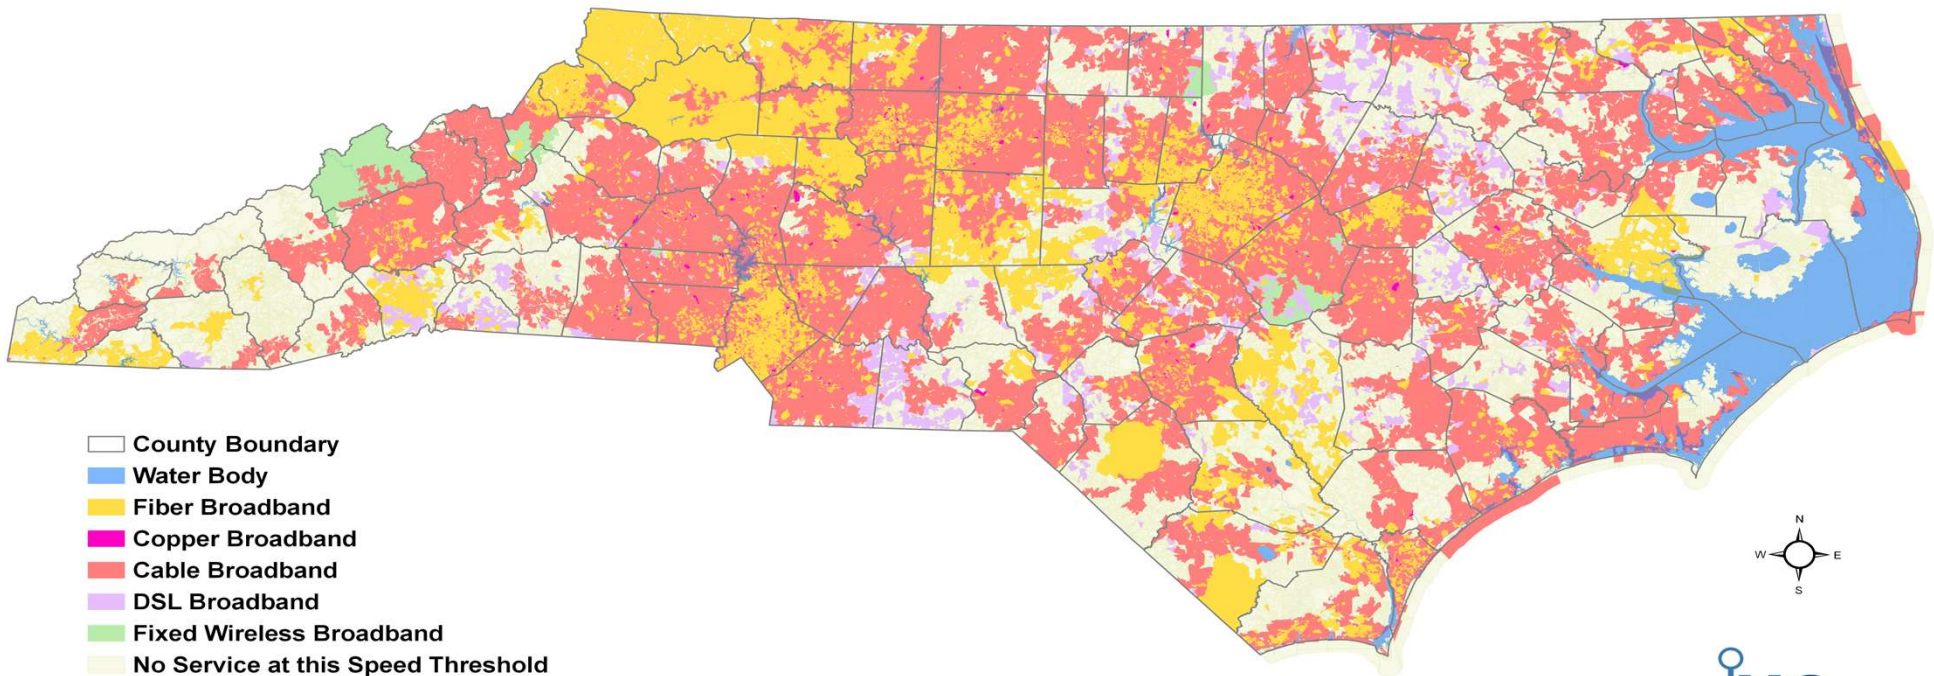 County Boundary
Water Body
Fiber Broadband
Copper Broadband
Cable Broadband
DSL Broadband
Fixed Wireless Broadband
No Service at this Speed Threshold
N
W E
S